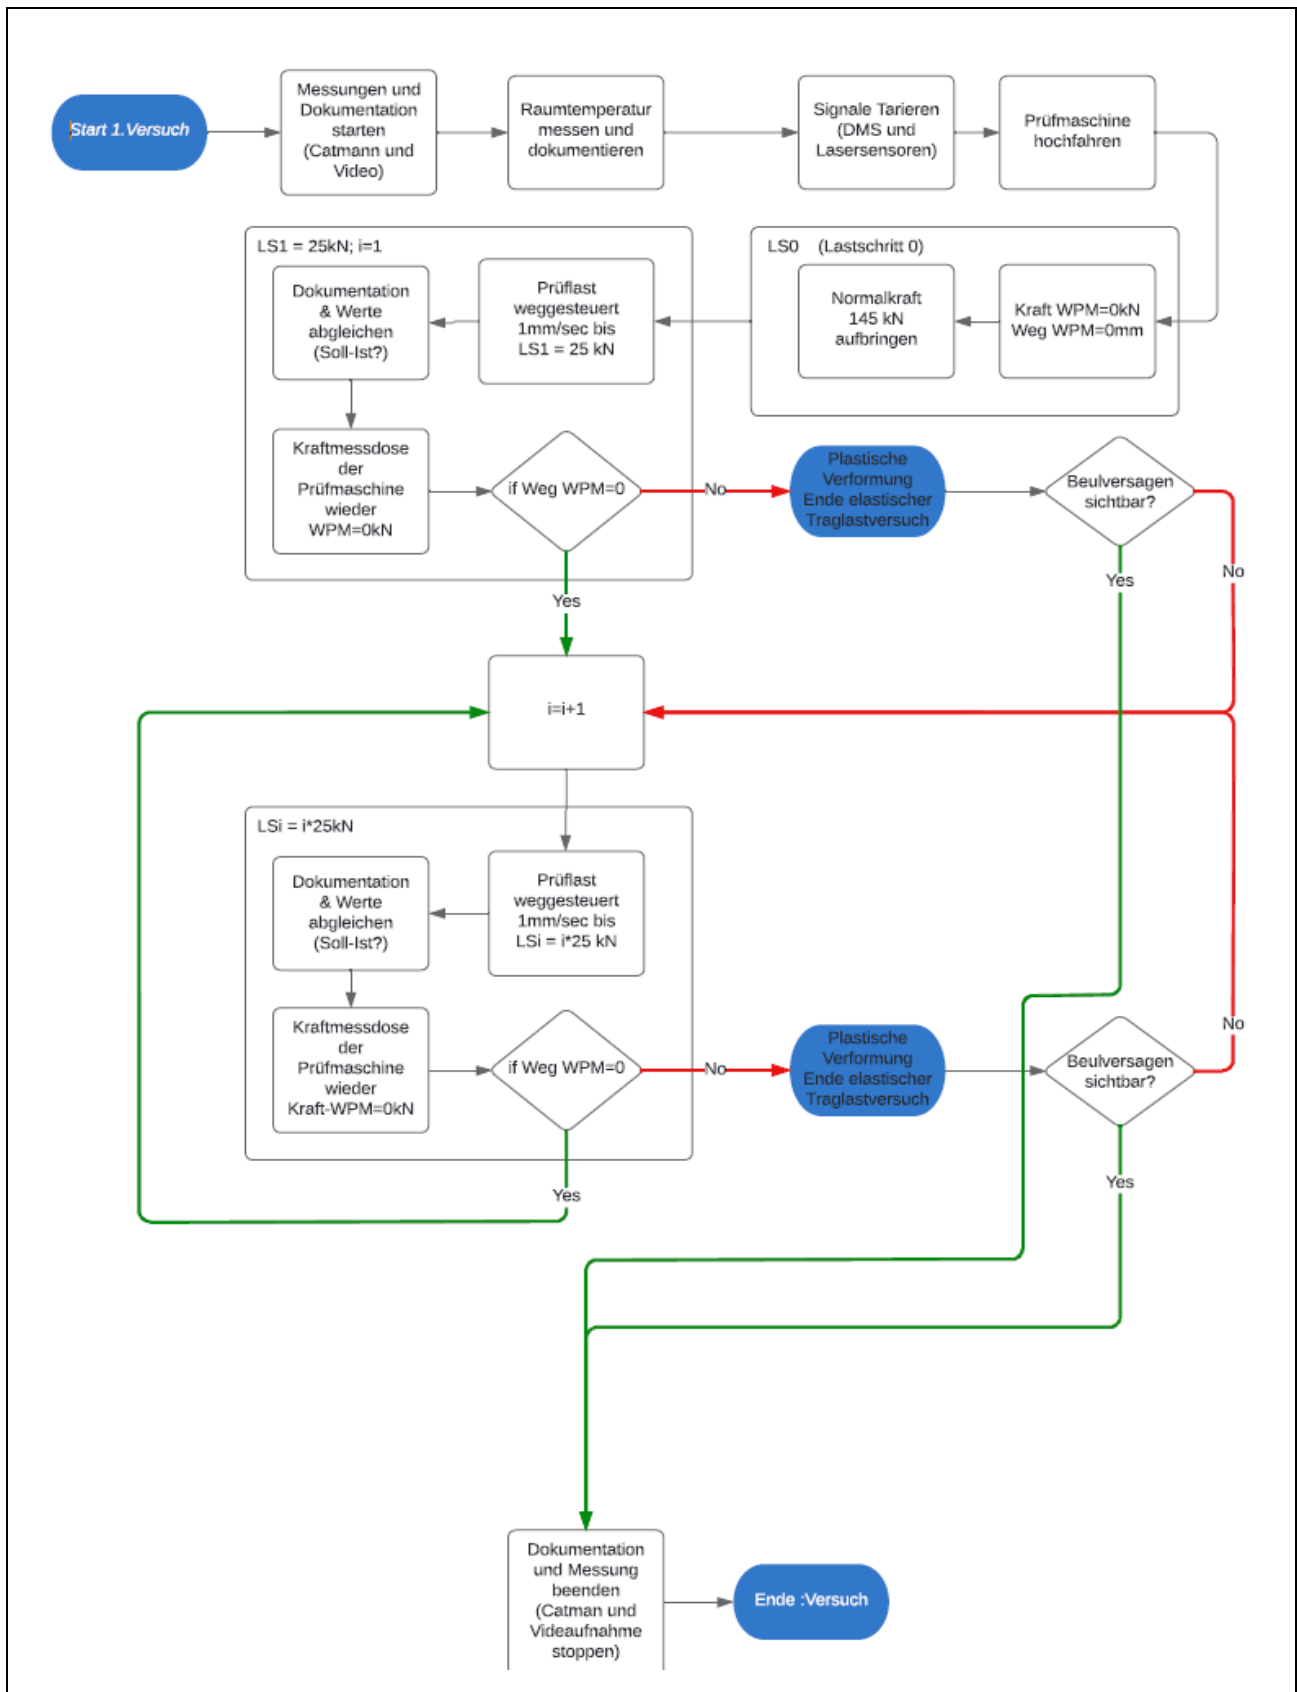 Start 1.Versuch
Messungen und
Dokumentation
starten
(Catmann und
Video)
Raumtemperatur
messen und
dokumentieren
Signale Tarieren
(DMS und
Lasersensoren)
Prüfmaschine
hochfahren
LS0 (Lastschritt 0)
Kraft WPM=0kN
Weg WPM=0mm
Normalkraft
145 kN
aufbringen
LS1 = 25kN; i=1
Prüflast
weggesteuert
1mm/sec bis
LS1 = 25 kN
Dokumentation
& Werte
abgleichen
(Soll-Ist?)
Kraftmessdose
der
Prüfmaschine
wieder
WPM=0kN
if Weg WPM=0
No
Plastische
Verformung
Ende elastischer
Traglastversuch
Beulversagen
sichtbar?
No
Yes
Yes
i=i+1
LSi = i*25kN
Prüflast
weggesteuert
1mm/sec bis
LSi = i*25 kN
Dokumentation
& Werte
abgleichen
(Soll-Ist?)
Kraftmessdose
der
Prüfmaschine
wieder
Kraft-WPM=0kN
if Weg WPM=0
No
Plastische
Verformung
Ende elastischer
Traglastversuch
Beulversagen
sichtbar?
No
Yes
Yes
Dokumentation
und Messung
beenden
(Catman und
Videaufnahme
stoppen)
Ende :Versuch